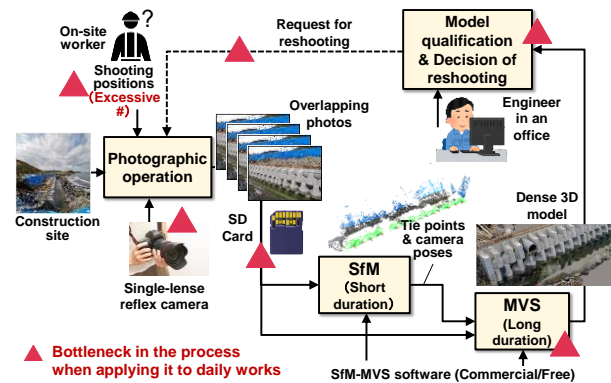 ?
On-site
worker
Shooting
positions
(Excessive
#)
Request for
reshooting
Model
qualification
& Decision of
reshooting
Engineer
in an
office
Overlapping
photos
Photographic
operation
Construction
site
SD
Card
Single-lense
reflex camera
Tie points
& camera
poses
Dense 3D
model
SfM
(Short
duration)
MVS
(Long
duration)
Bottleneck in the process
when applying it to daily works
SfM-MVS software (Commercial/Free)